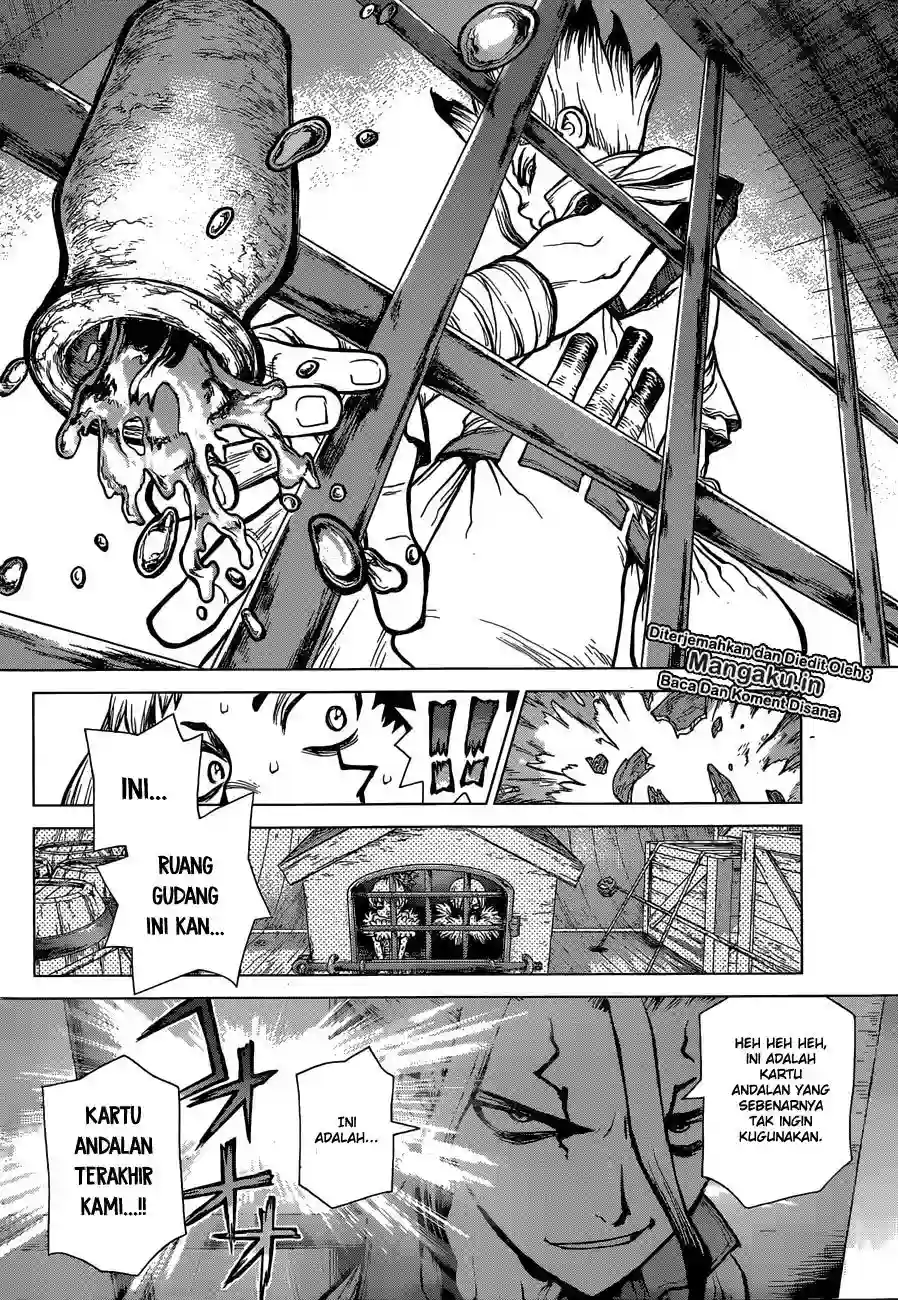 Diterjemahkan dan Diedit Oleh :
Mangaku.in
Baca Dan Koment Disana
!!
INI...
RUANG
GUDANG
INI KAN...
HEH HEH HEH,
INI ADALAH
KARTU
ANDALAN YANG
SEBENARNYA
TAK INGIN
KUGUNAKAN.
INI
ADALAH...
KARTU
ANDALAN
TERAKHIR
KAMI...!!